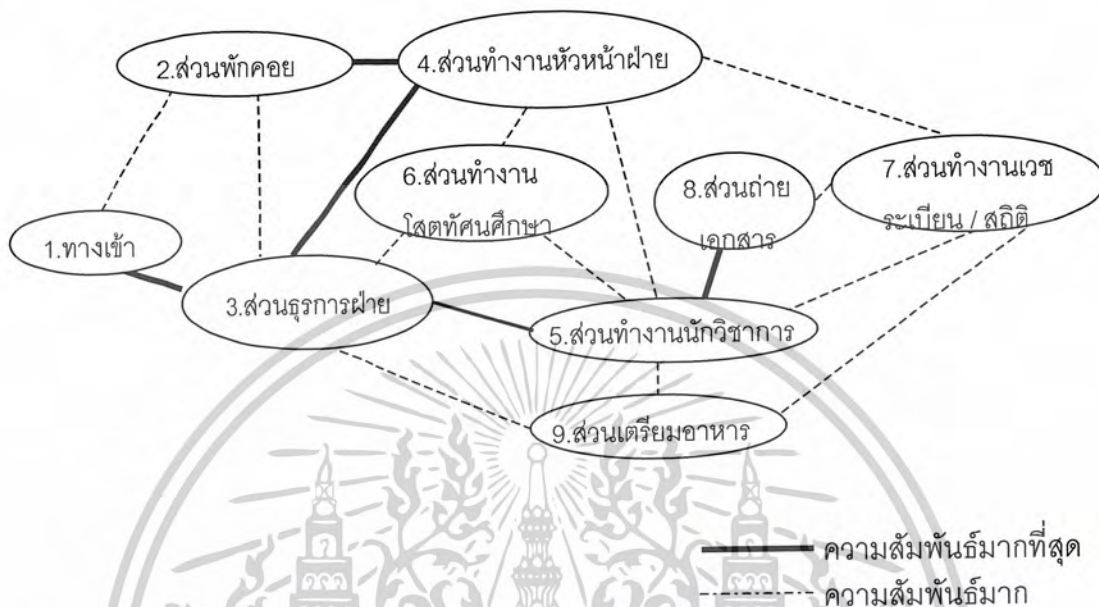 2.ส่วนพักคอย
4.ส่วนทำงานหัวหน้าฝ่าย
6.ส่วนทำงาน
โสตทัศนศึกษา
8.ส่วนถ่าย
เอกสาร
7.ส่วนทำงานเวช
ระเบียน / สถิติ
1.ทางเข้า
3.ส่วนธุรการฝ่าย
5.ส่วนทำงานนักวิชาการ
9.ส่วนเตรียมอาหาร
ความสัมพันธ์มากที่สุด
ความสัมพันธ์มาก